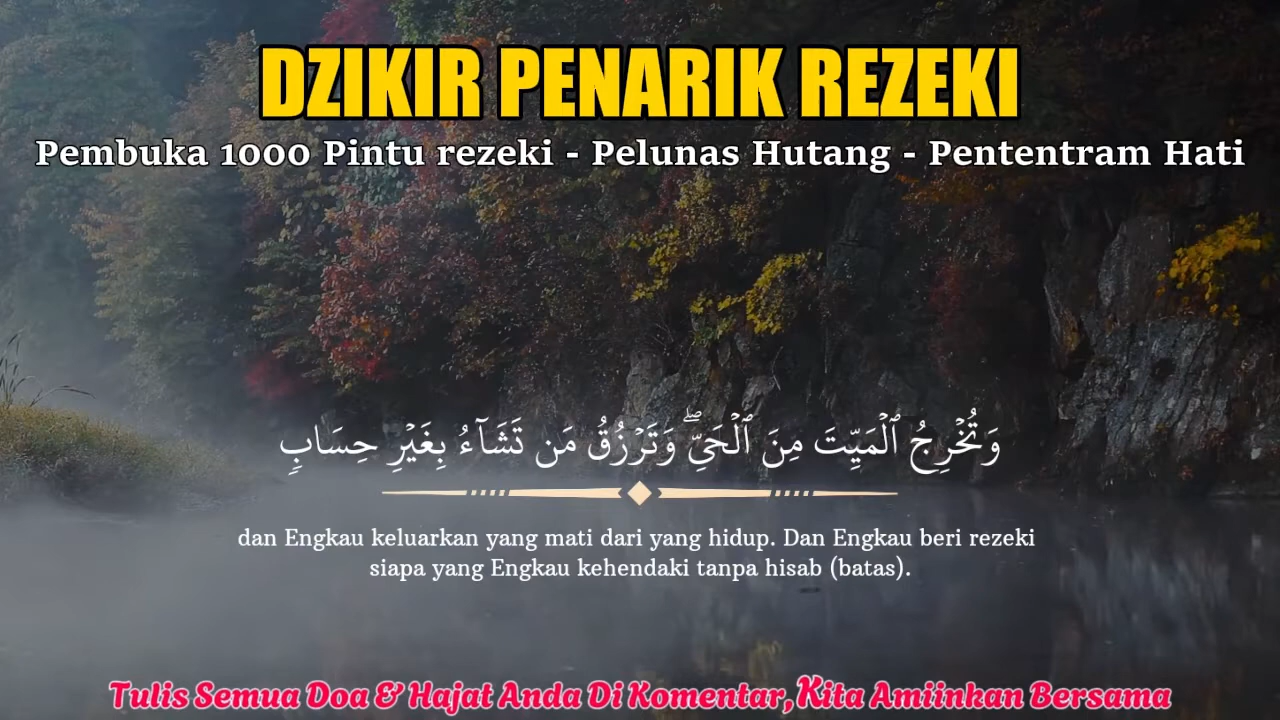 DZIKIR PENARIK REZEKI
Pembuka 1000 Pintu rezeki - Pelunas Hutang - Pententram Hati
وَتُخْرِجُ ٱلْمَيِّتَ مِنَ ٱلْحَيِّۖ وَتَرْزُقُ مَن تَشَآءُ بِغَيْرِ حِسَابٍ
dan Engkau keluarkan yang mati dari yang hidup. Dan Engkau beri rezeki
siapa yang Engkau kehendaki tanpa hisab (batas).
Tulis Semua Doa & Hajat Anda Di Komentar,Kita Amiinkan Bersama